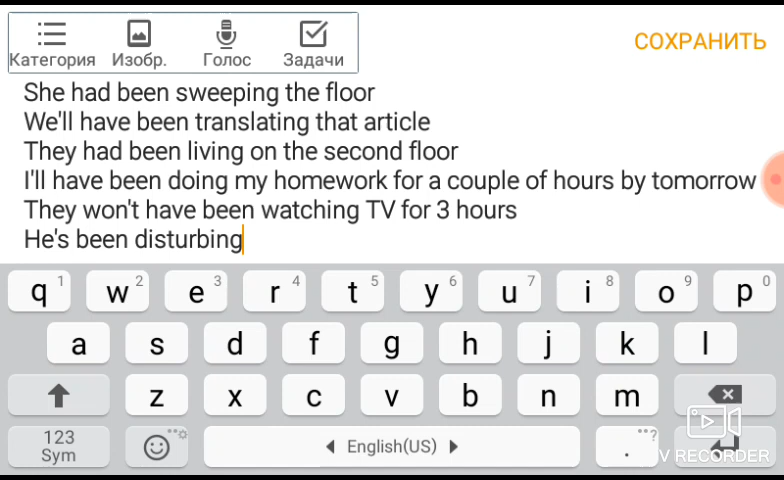 Категория Изобр. Голос Задачи
СОХРАНИТЬ
She had been sweeping the floor
We'll have been translating that article
They had been living on the second floor
I'll have been doing my homework for a couple of hours by tomorrow
They won't have been watching TV for 3 hours
He's been disturbing
q 1 w 2 e 3 r 4 t 5 y 6 u 7 i 8 o 9 p 0
a s d f g h j k l
z x c v b n m
123
Sym
English(US)
. ?
V RECORDER